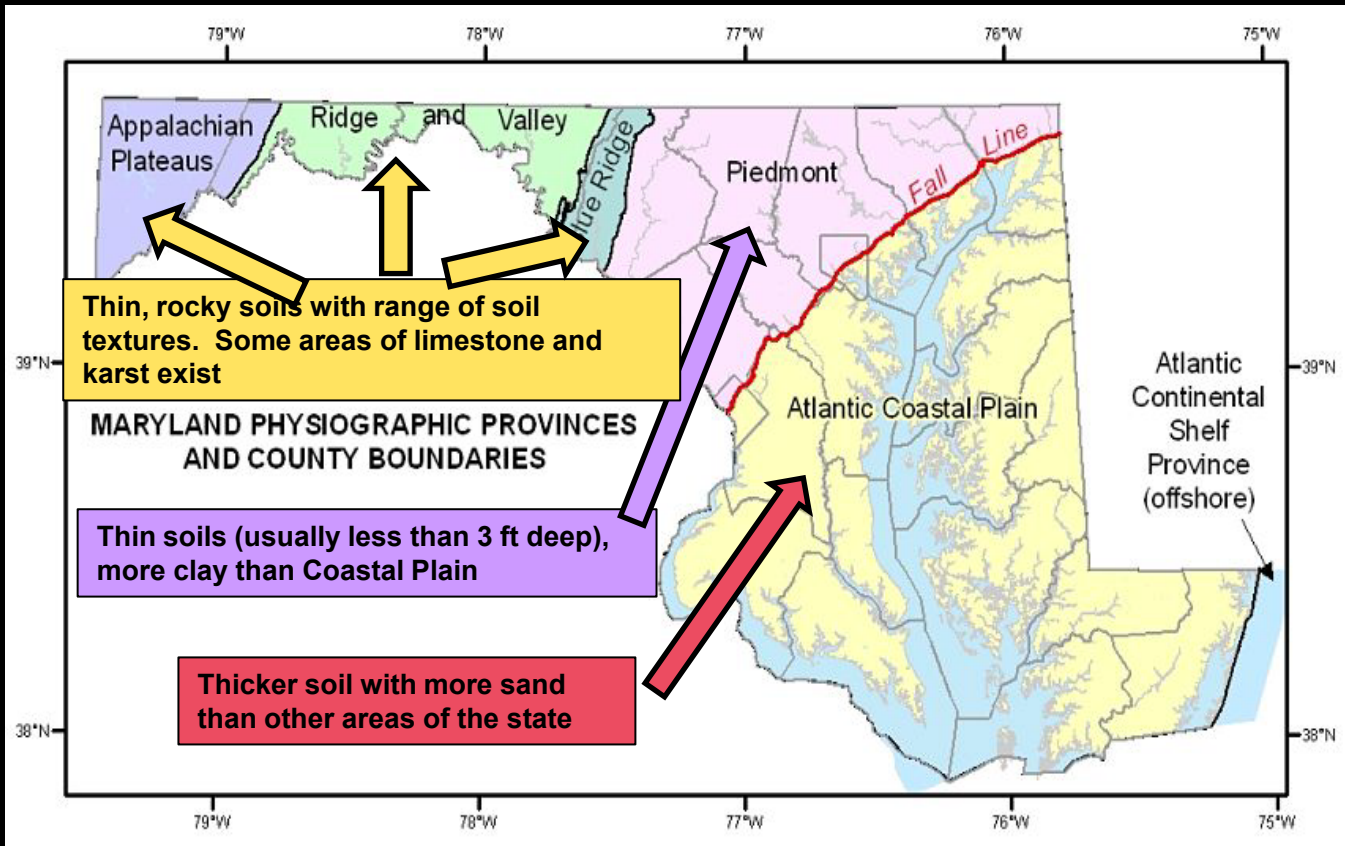 79°W 78°W 77°W 76°W 75°W
Appalachian
Plateaus
Ridge and Valley
lue Ridge
Piedmont
Fall Line
Thin, rocky soils with range of soil
textures. Some areas of limestone and
karst exist
39°N
39°N
MARYLAND PHYSIOGRAPHIC PROVINCES
AND COUNTY BOUNDARIES
Atlantic Coastal Plain
Atlantic
Continental
Shelf
Province
(offshore)
Thin soils (usually less than 3 ft deep),
more clay than Coastal Plain
Thicker soil with more sand
than other areas of the state
38°N
38°N
79°W 78°W 77°W 76°W 75°W